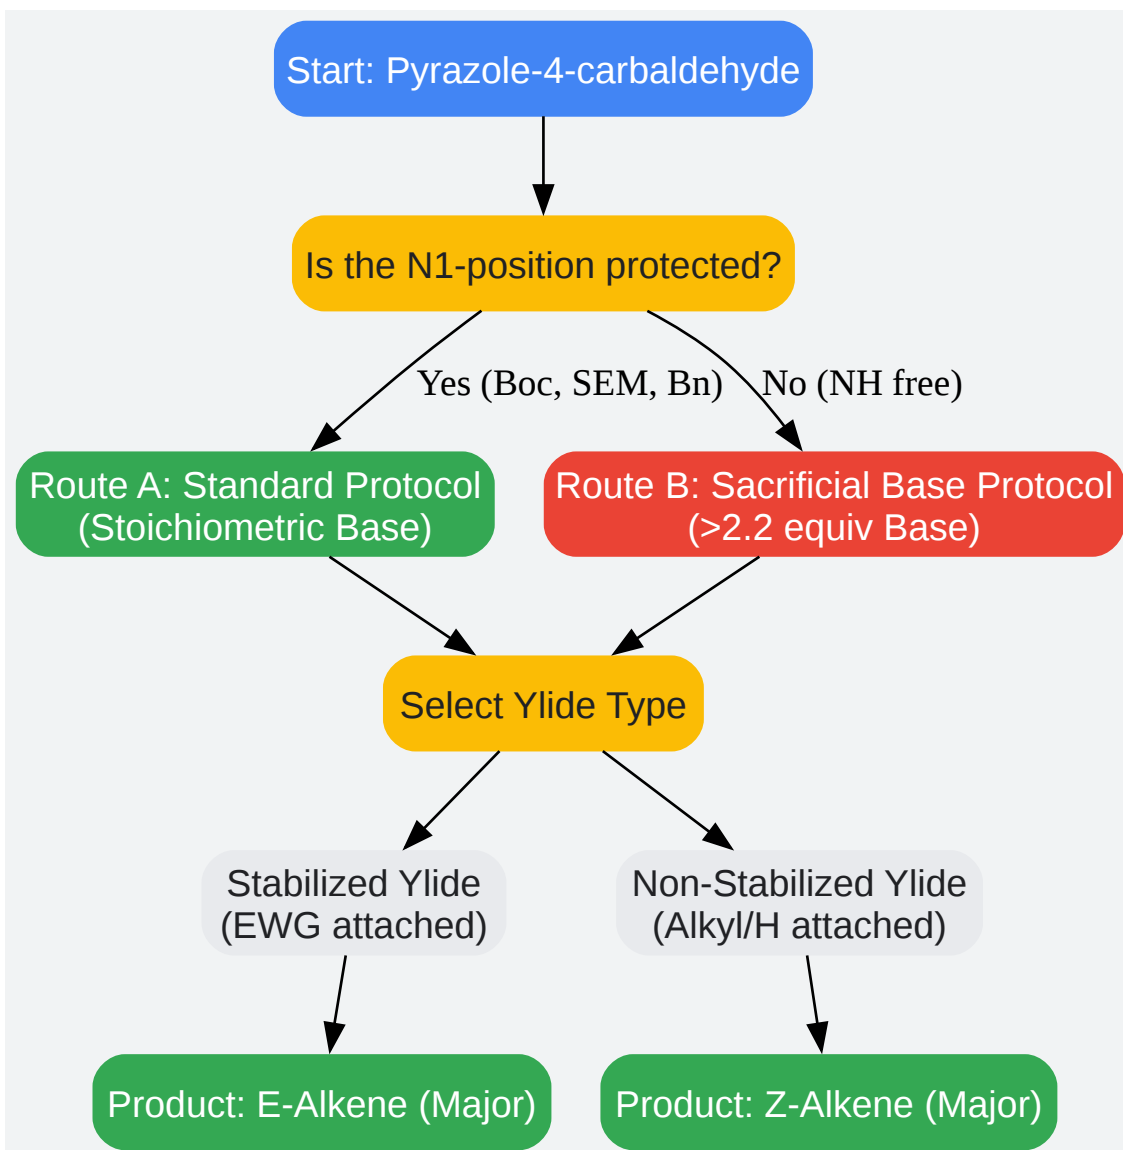 Start: Pyrazole-4-carbaldehyde
Is the N1-position protected?
Yes (Boc, SEM, Bn)
No (NH free)
Route A: Standard Protocol
(Stoichiometric Base)
Route B: Sacrificial Base Protocol
(>2.2 equiv Base)
Select Ylide Type
Stabilized Ylide
(EWG attached)
Non-Stabilized Ylide
(Alkyl/H attached)
Product: E-Alkene (Major)
Product: Z-Alkene (Major)